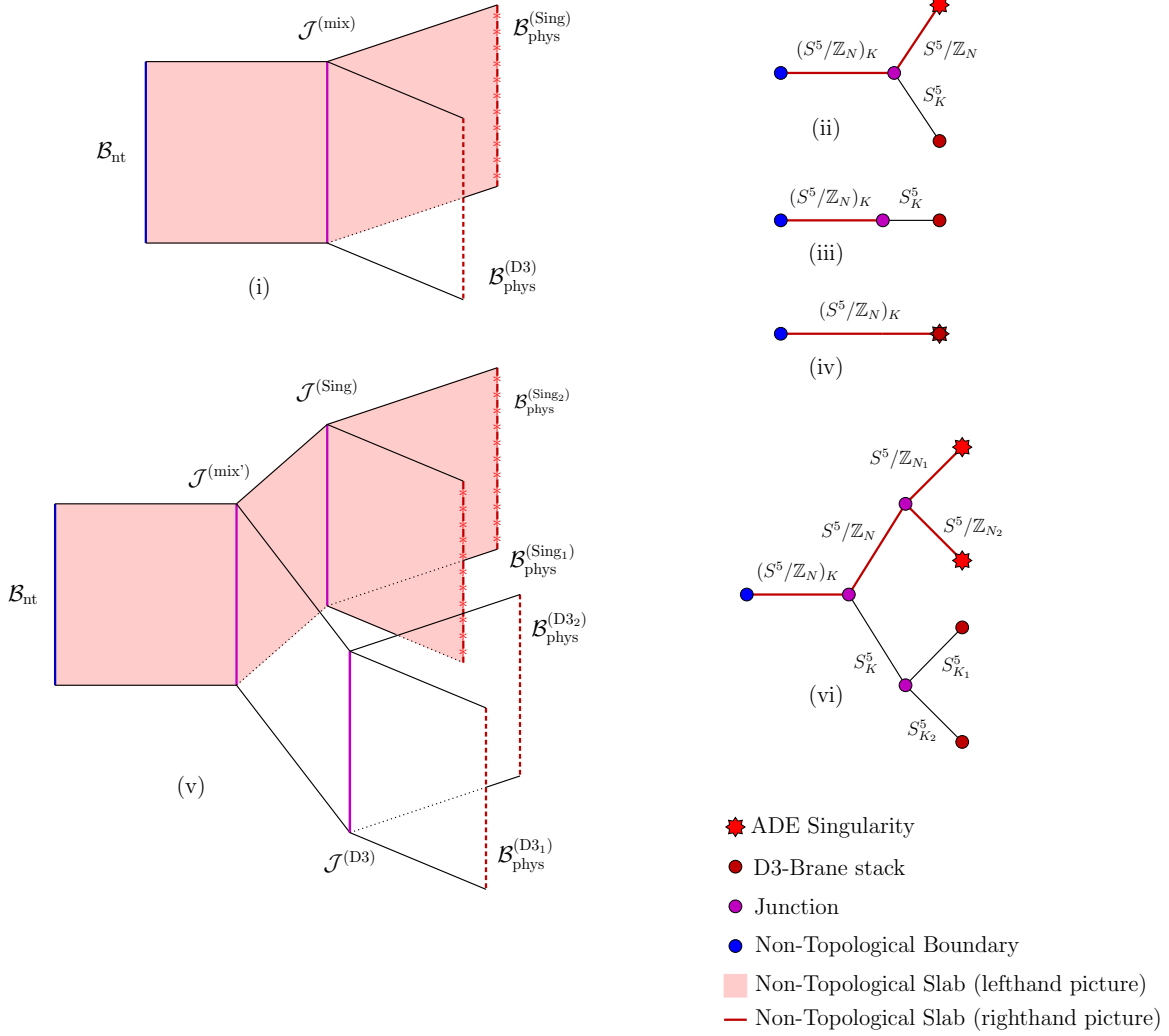 𝒥^(mix)
ℬ_phys^(Sing)
ℬ_nt
ℬ_phys^(D3)
(i)
(S^5/ℤ_N)_K
S^5/ℤ_N
S^5_K
(ii)
(S^5/ℤ_N)_K
S^5_K
(iii)
(S^5/ℤ_N)_K
(iv)
𝒥^(Sing)
ℬ_phys^(Sing_2)
𝒥^(mix')
ℬ_phys^(Sing_1)
ℬ_nt
ℬ_phys^(D3_2)
(v)
ℬ_phys^(D3_1)
𝒥^(D3)
S^5/ℤ_{N_1}
S^5/ℤ_N
S^5/ℤ_{N_2}
(S^5/ℤ_N)_K
S^5_K
S^5_{K_1}
(vi)
S^5_{K_2}
ADE Singularity
D3-Brane stack
Junction
Non-Topological Boundary
Non-Topological Slab (lefthand picture)
Non-Topological Slab (righthand picture)